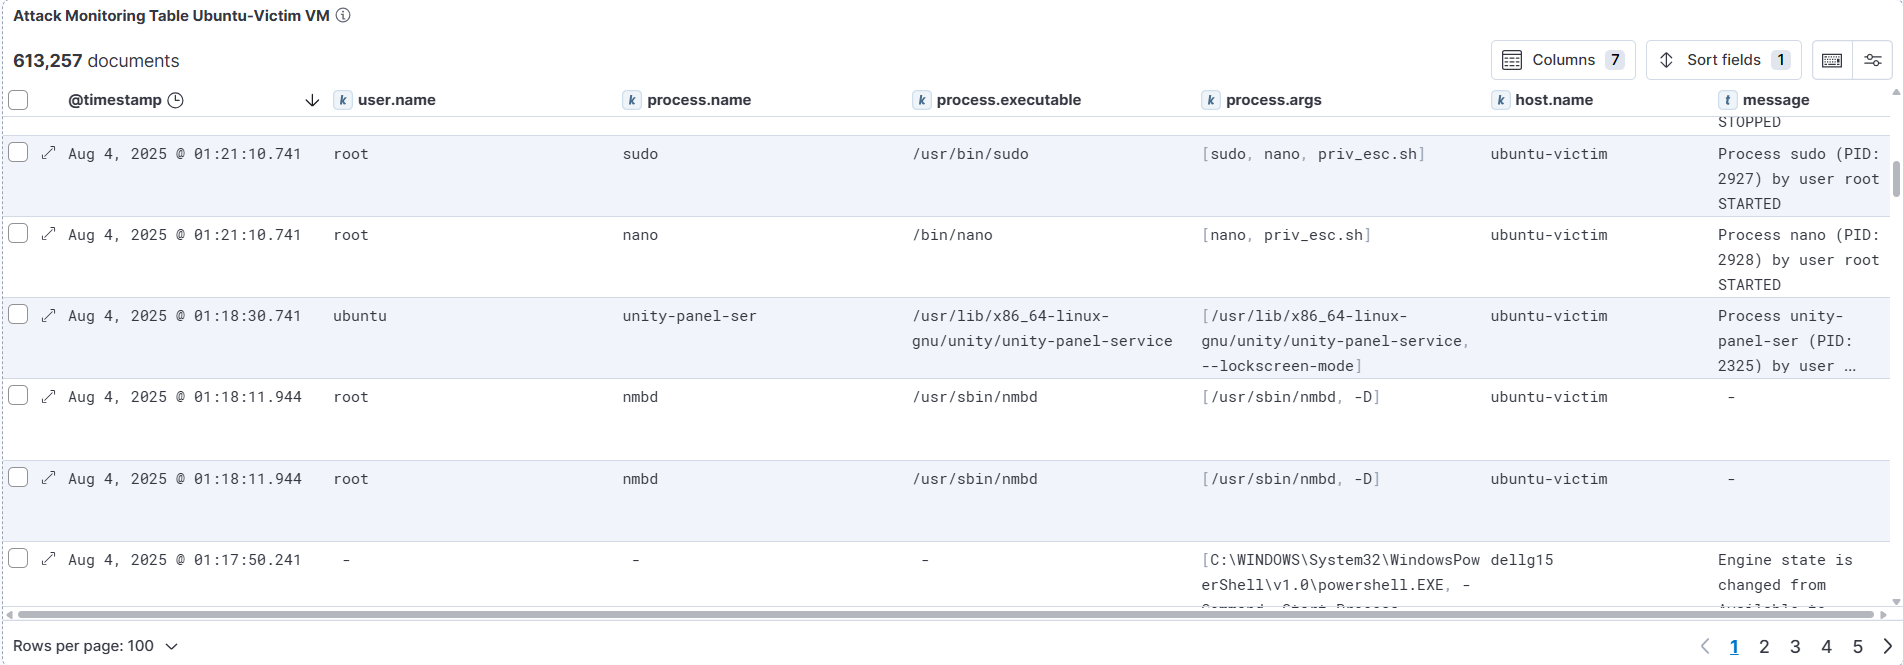 Attack Monitoring Table Ubuntu-Victim VM
613,257 documents
Columns 7
Sort fields 1
@timestamp
k user.name
k process.name
k process.executable
k process.args
k host.name
t message
STOPPED
Aug 4, 2025 @ 01:21:10.741
root
sudo
/usr/bin/sudo
[sudo, nano, priv_esc.sh]
ubuntu-victim
Process sudo (PID:
2927) by user root
STARTED
Aug 4, 2025 @ 01:21:10.741
root
nano
/bin/nano
[nano, priv_esc.sh]
ubuntu-victim
Process nano (PID:
2928) by user root
STARTED
Aug 4, 2025 @ 01:18:30.741
ubuntu
unity-panel-ser
/usr/lib/x86_64-linux-
gnu/unity/unity-panel-service
[/usr/lib/x86_64-linux-
gnu/unity/unity-panel-service,
--lockscreen-mode]
ubuntu-victim
Process unity-
panel-ser (PID:
2325) by user ...
Aug 4, 2025 @ 01:18:11.944
root
nmbd
/usr/sbin/nmbd
[/usr/sbin/nmbd, -D]
ubuntu-victim
-
Aug 4, 2025 @ 01:18:11.944
root
nmbd
/usr/sbin/nmbd
[/usr/sbin/nmbd, -D]
ubuntu-victim
-
Aug 4, 2025 @ 01:17:50.241
-
-
-
[C:\WINDOWS\System32\WindowsPow
erShell\v1.0\powershell.EXE, -
dellg15
Engine state is
changed from
Rows per page: 100
1 2 3 4 5